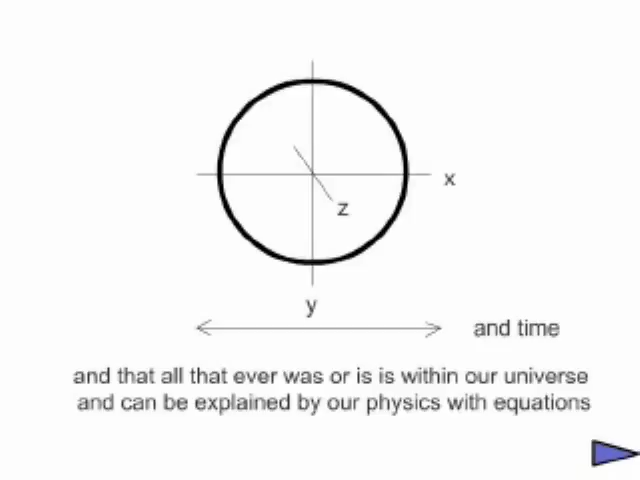 x
z
y
and time
and that all that ever was or is is within our universe
and can be explained by our physics with equations